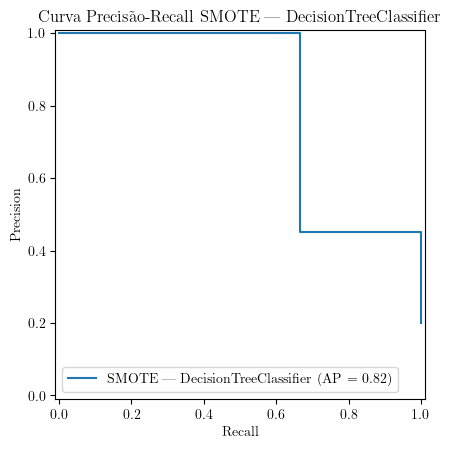 Curva Precisão-Recall SMOTE — DecisionTreeClassifier
1.0
0.8
0.6
0.4
0.2
0.0
Precision
SMOTE — DecisionTreeClassifier (AP = 0.82)
0.0 0.2 0.4 0.6 0.8 1.0
Recall